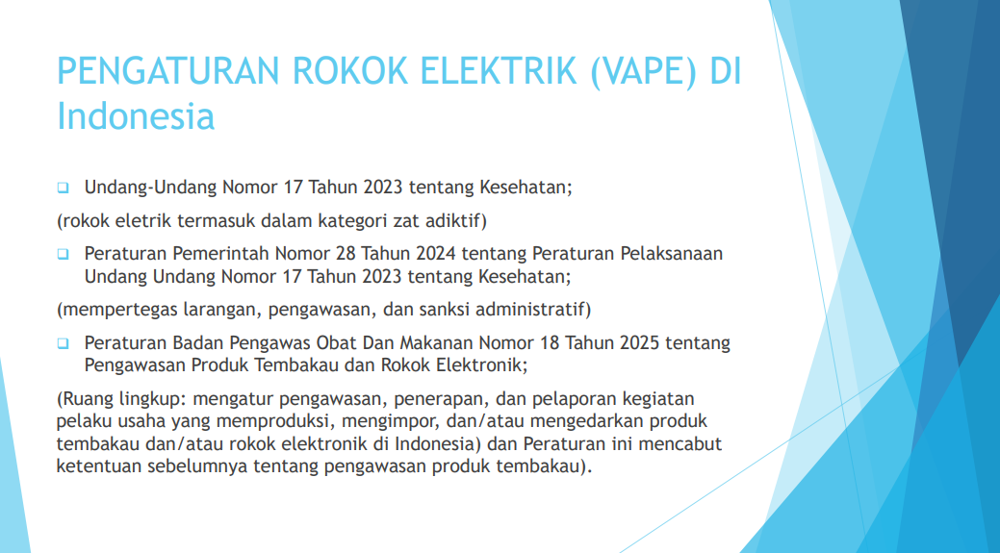 PENGATURAN ROKOK ELEKTRIK (VAPE) DI
Indonesia
Undang-Undang Nomor 17 Tahun 2023 tentang Kesehatan;
(rokok eletrik termasuk dalam kategori zat adiktif)
Peraturan Pemerintah Nomor 28 Tahun 2024 tentang Peraturan Pelaksanaan
Undang Undang Nomor 17 Tahun 2023 tentang Kesehatan;
(mempertegas larangan, pengawasan, dan sanksi administratif)
Peraturan Badan Pengawas Obat Dan Makanan Nomor 18 Tahun 2025 tentang
Pengawasan Produk Tembakau dan Rokok Elektronik;
(Ruang lingkup: mengatur pengawasan, penerapan, dan pelaporan kegiatan
pelaku usaha yang memproduksi, mengimpor, dan/atau mengedarkan produk
tembakau dan/atau rokok elektronik di Indonesia) dan Peraturan ini mencabut
ketentuan sebelumnya tentang pengawasan produk tembakau).